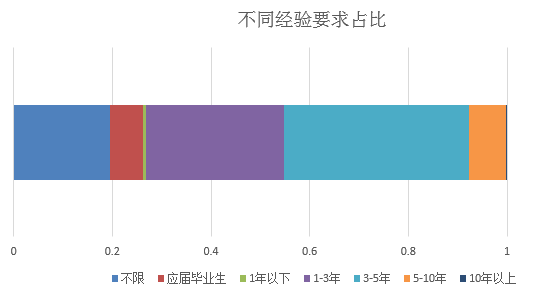 不同经验要求占比
0 0.2 0.4 0.6 0.8 1
不限 应届毕业生 1年以下 1-3年 3-5年 5-10年 10年以上